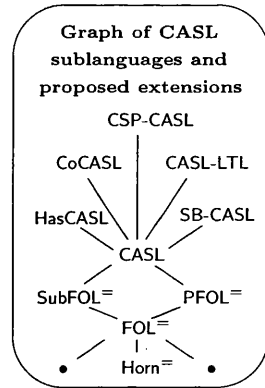 Graph of CASL
sublanguages and
proposed extensions
CSP-CASL
CoCASL CASL-LTL
HasCASL SB-CASL
CASL
SubFOL= PFOL=
FOL=
Horn=